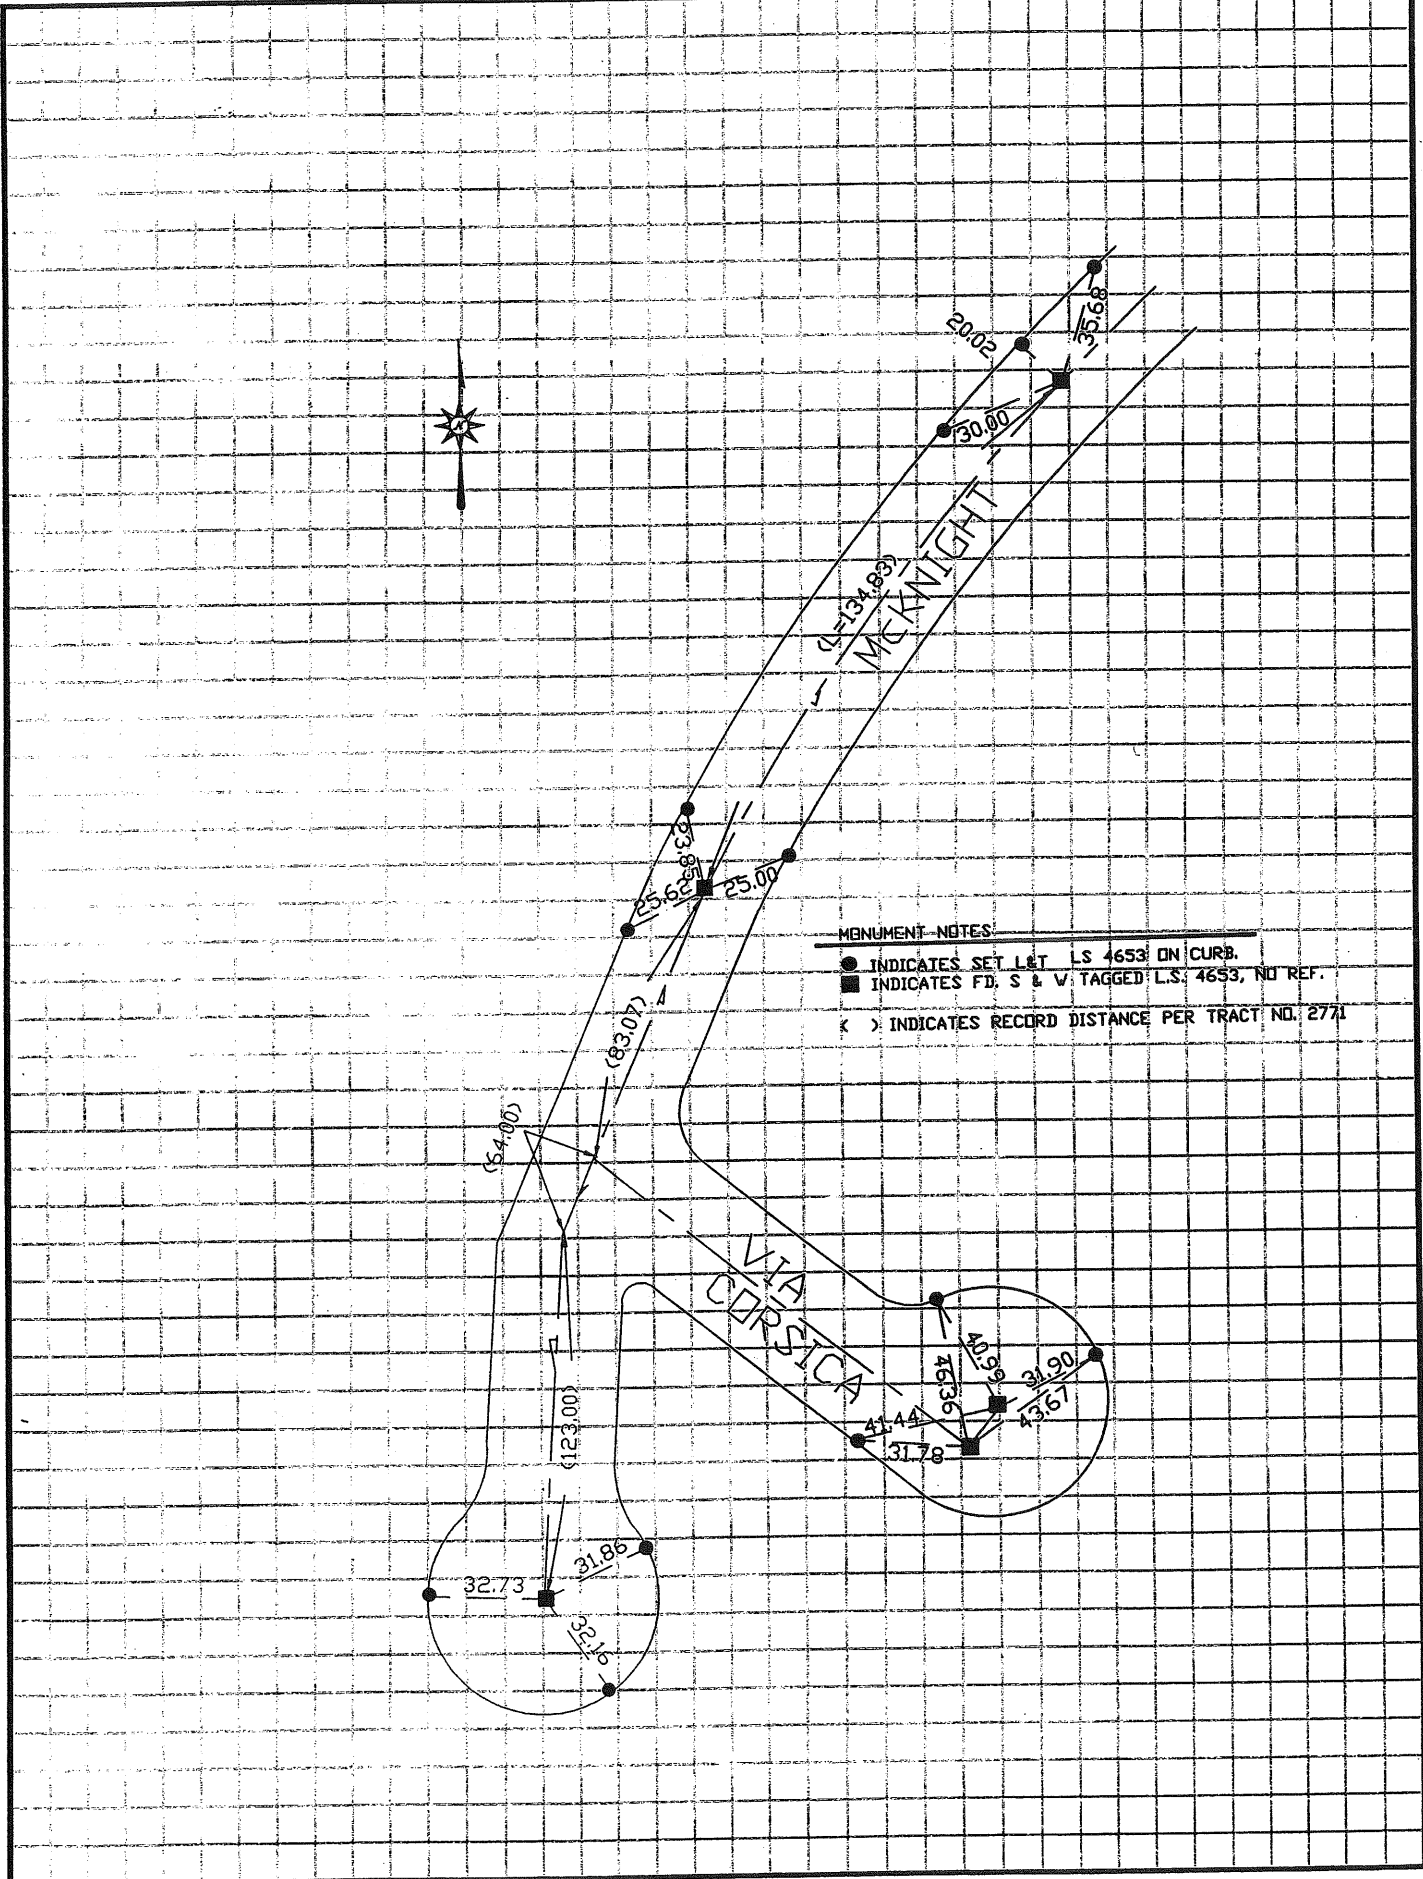 20.02
35.68
30.00
(L=134.83)
McKNIGHT
23.85
25.62
25.00
MONUMENT NOTES:
INDICATES SET L&T LS 4653 ON CURB.
INDICATES FD. S & W TAGGED L.S. 4653, NO REF.
( ) INDICATES RECORD DISTANCE PER TRACT NO. 2771
(83.07)
(64.00)
VIA
CORSICA
40.99
46.36
31.90
43.67
41.44
31.78
(123.00)
31.86
32.73
32.16
N